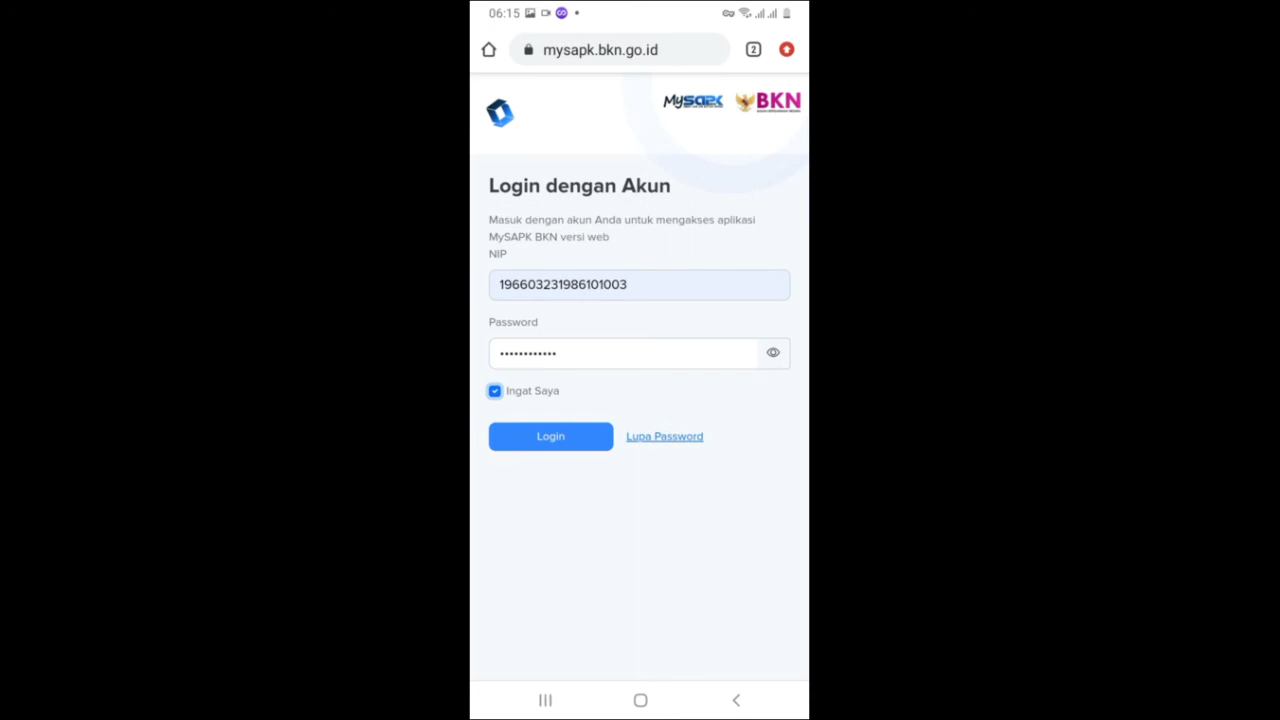 06:15
mysapk.bkn.go.id
2
MySAPK
BKN
Login dengan Akun
Masuk dengan akun Anda untuk mengakses aplikasi
MySAPK BKN versi web
NIP
196603231986101003
Password
••••••••••••
Ingat Saya
Login
Lupa Password